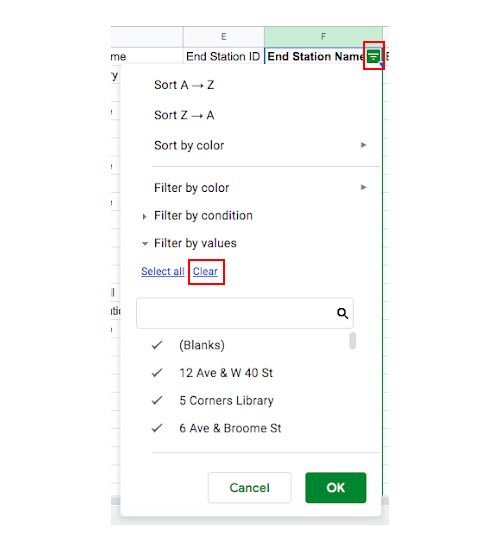 E F
me End Station ID End Station Name E
ry
Sort A → Z
Sort Z → A
Sort by color
Filter by color
Filter by condition
Filter by values
Select all - Clear
(Blanks)
12 Ave & W 40 St
5 Corners Library
6 Ave & Broome St
Cancel OK